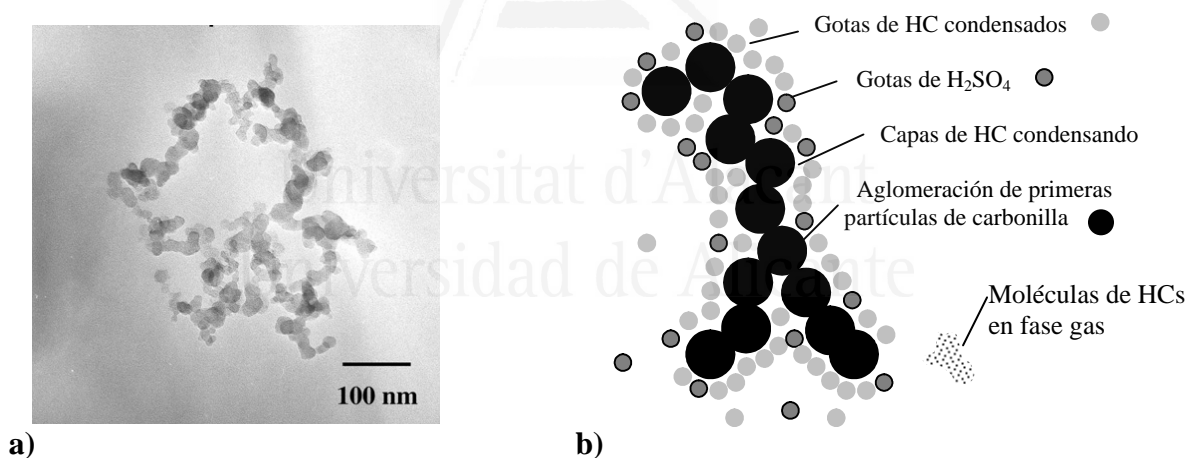 Gotas de HC condensados
Gotas de H₂SO₄
Capas de HC condensando
Aglomeración de primeras
partículas de carbonilla
Moléculas de HCs
en fase gas
100 nm
Universitat d'Alacant
Universidad de Alicante
a)
b)